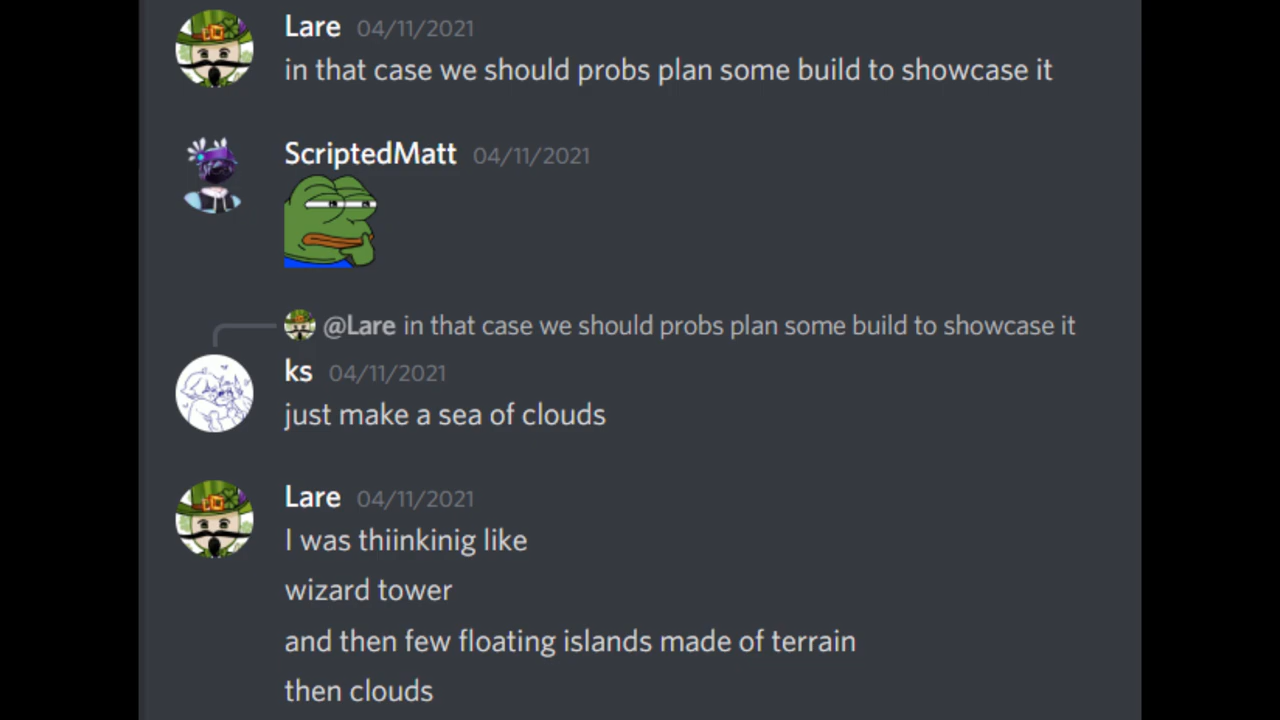 Lare 04/11/2021
in that case we should probs plan some build to showcase it
ScriptedMatt 04/11/2021
@Lare in that case we should probs plan some build to showcase it
ks 04/11/2021
just make a sea of clouds
Lare 04/11/2021
I was thiinkinig like
wizard tower
and then few floating islands made of terrain
then clouds